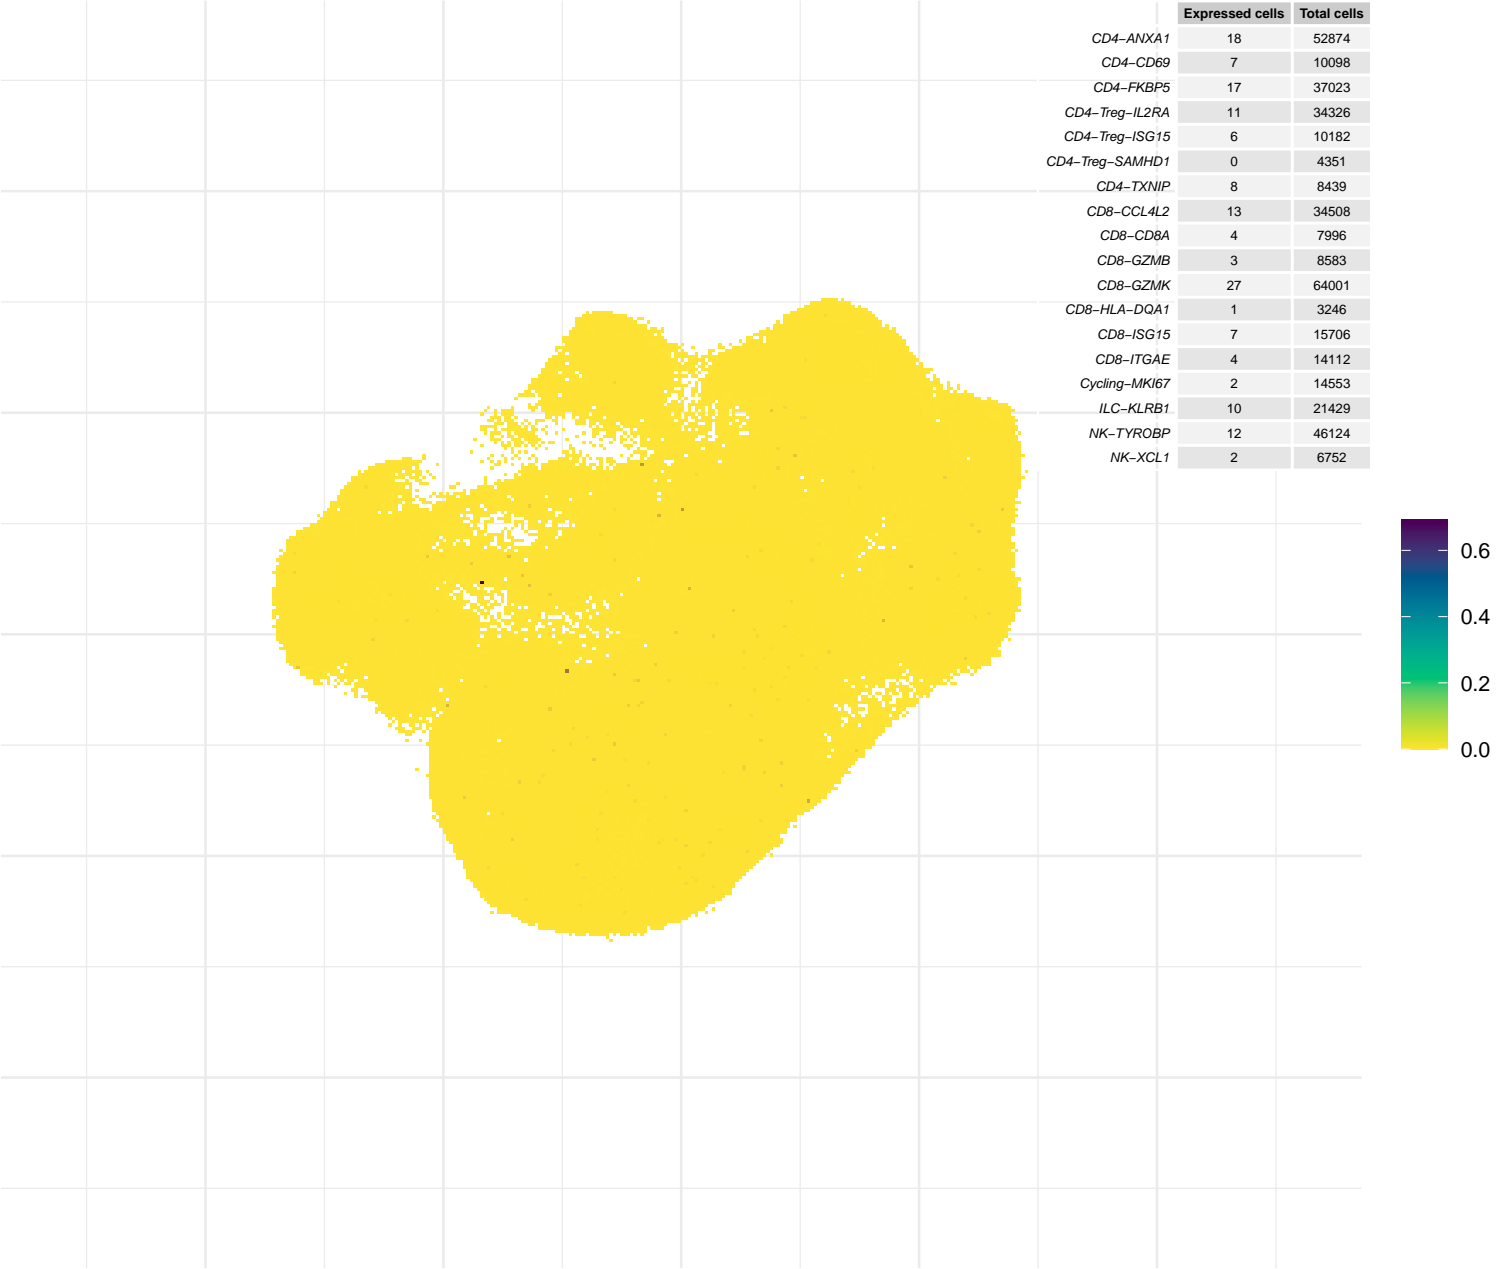 Expressed cells Total cells
CD4−ANXA1 18 52874
CD4−CD69 7 10098
CD4−FKBP5 17 37023
CD4−Treg−IL2RA 11 34326
CD4−Treg−ISG15 6 10182
CD4−Treg−SAMHD1 0 4351
CD4−TXNIP 8 8439
CD8−CCL4L2 13 34508
CD8−CD8A 4 7996
CD8−GZMB 3 8583
CD8−GZMK 27 64001
CD8−HLA−DQA1 1 3246
CD8−ISG15 7 15706
CD8−ITGAE 4 14112
Cycling−MKI67 2 14553
ILC−KLRB1 10 21429
NK−TYROBP 12 46124
NK−XCL1 2 6752
0.6
0.4
0.2
0.0